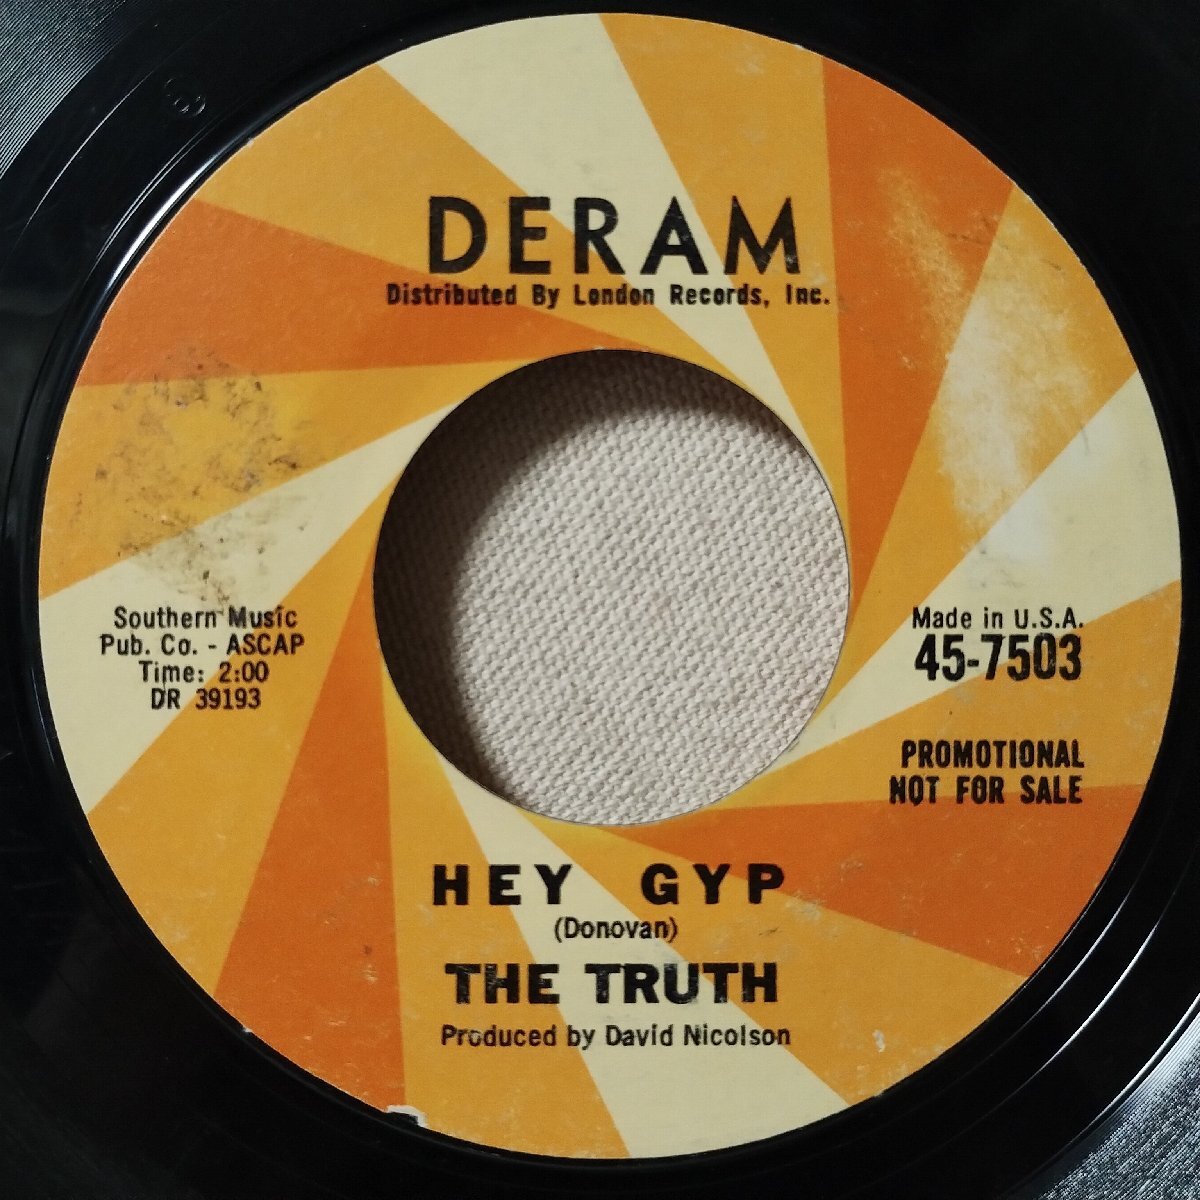 DERAM
Distributed By London Records, Inc.
Southern Music
Pub. Co. - ASCAP
Time: 2:00
DR 39193
Made in U.S.A.
45-7503
PROMOTIONAL
NOT FOR SALE
HEY GYP
(Donovan)
THE TRUTH
Produced by David Nicolson